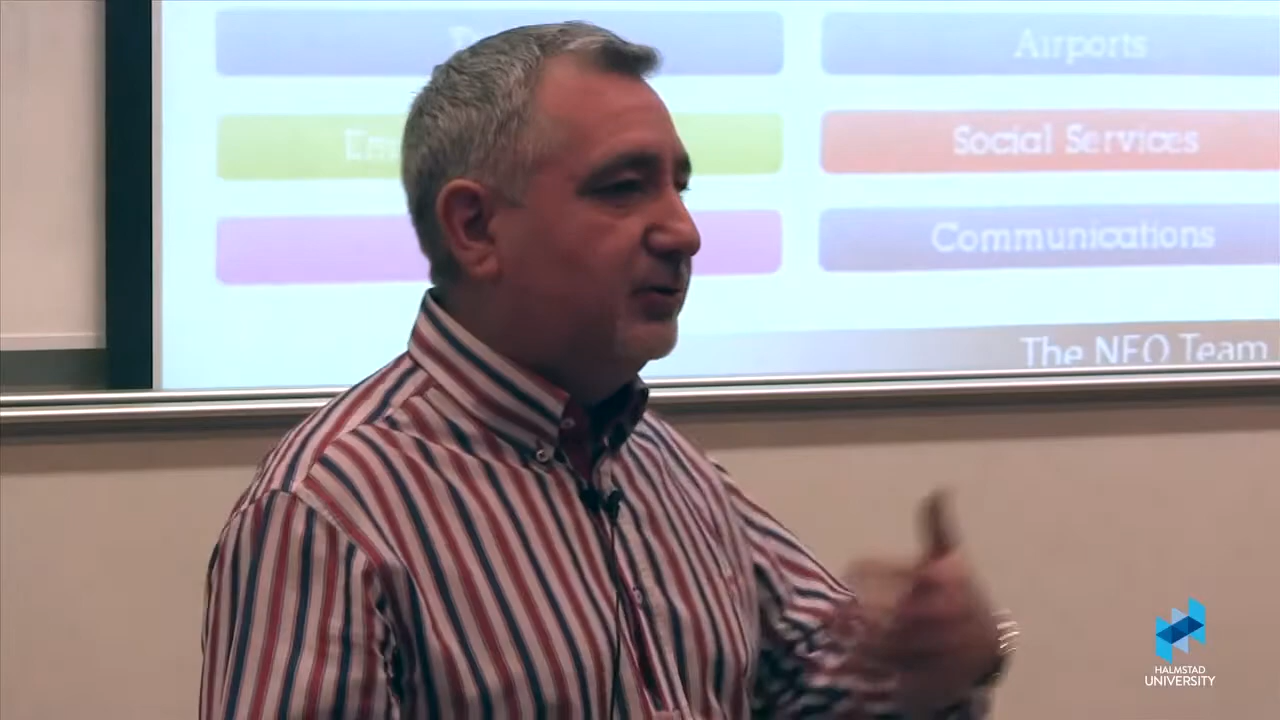 Airports
Social Services
Communications
The NEO Team
HALMSTAD
UNIVERSITY